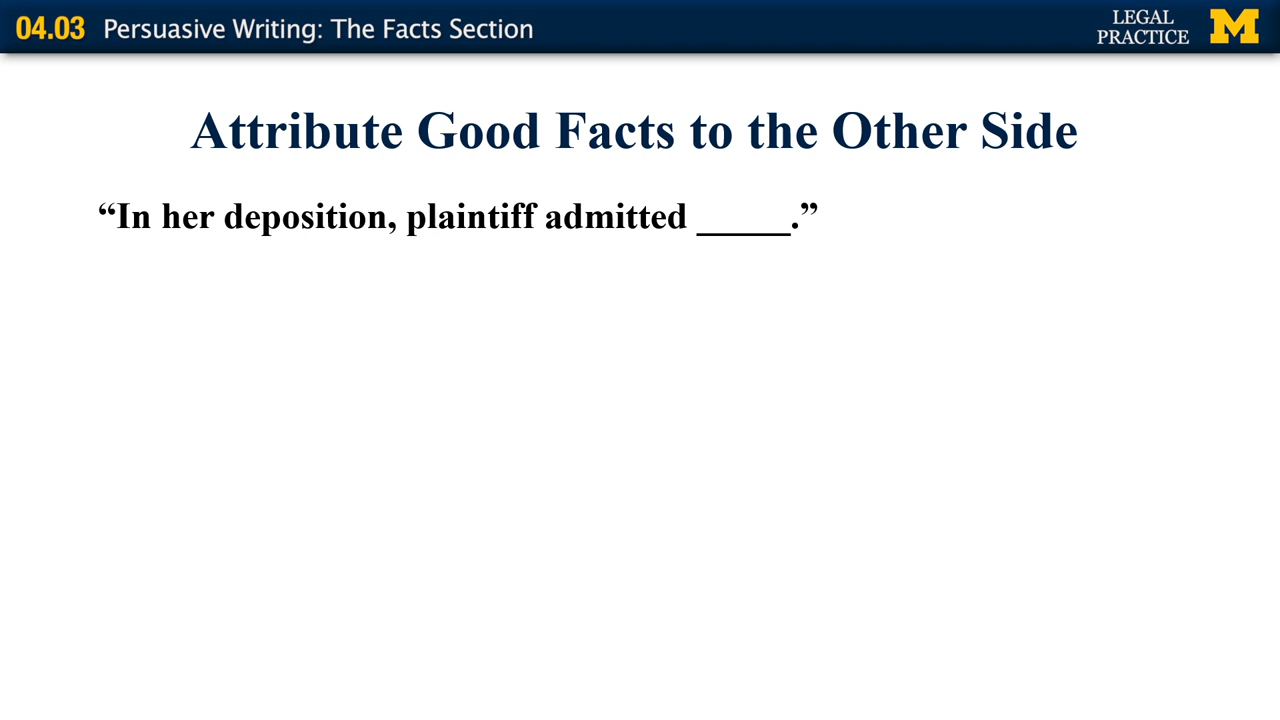 04.03 Persuasive Writing: The Facts Section
LEGAL
PRACTICE
M
Attribute Good Facts to the Other Side
“In her deposition, plaintiff admitted _____.”